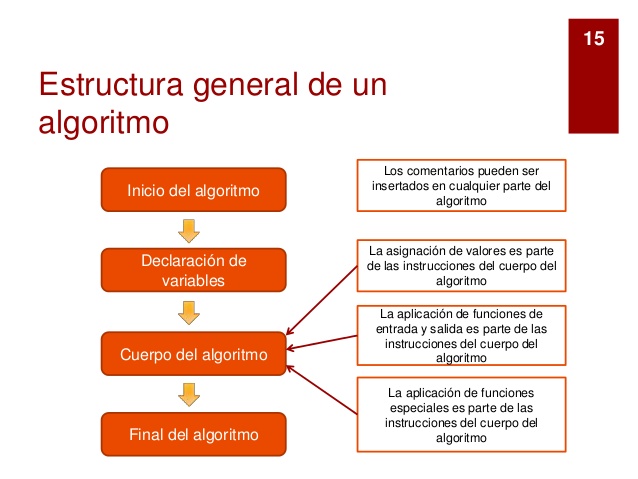 15
Estructura general de un
algoritmo
Inicio del algoritmo
Declaración de
variables
Cuerpo del algoritmo
Final del algoritmo
Los comentarios pueden ser
insertados en cualquier parte del
algoritmo
La asignación de valores es parte
de las instrucciones del cuerpo del
algoritmo
La aplicación de funciones de
entrada y salida es parte de las
instrucciones del cuerpo del
algoritmo
La aplicación de funciones
especiales es parte de las
instrucciones del cuerpo del
algoritmo